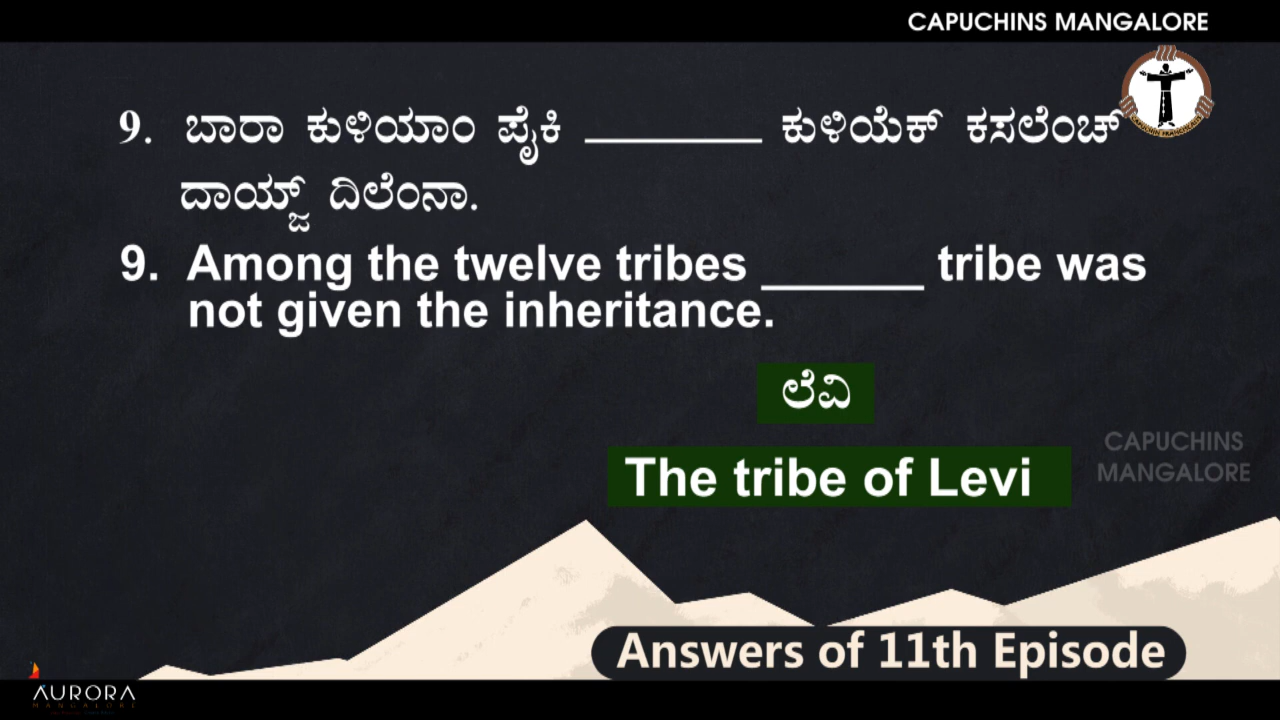 CAPUCHINS MANGALORE
9. ಬಾರಾ ಕುಳಿಯಾಂ ಪೈಕಿ ________ ಕುಳಿಯೆಕ್ ಕಸಲೆಂಚ್
ದಾಯ್ಜ್ ದಿಲೆಂನಾ.
9. Among the twelve tribes _______ tribe was
not given the inheritance.
ಲೆವಿ
The tribe of Levi
CAPUCHINS
MANGALORE
Answers of 11th Episode
AURORA
MANGALORE